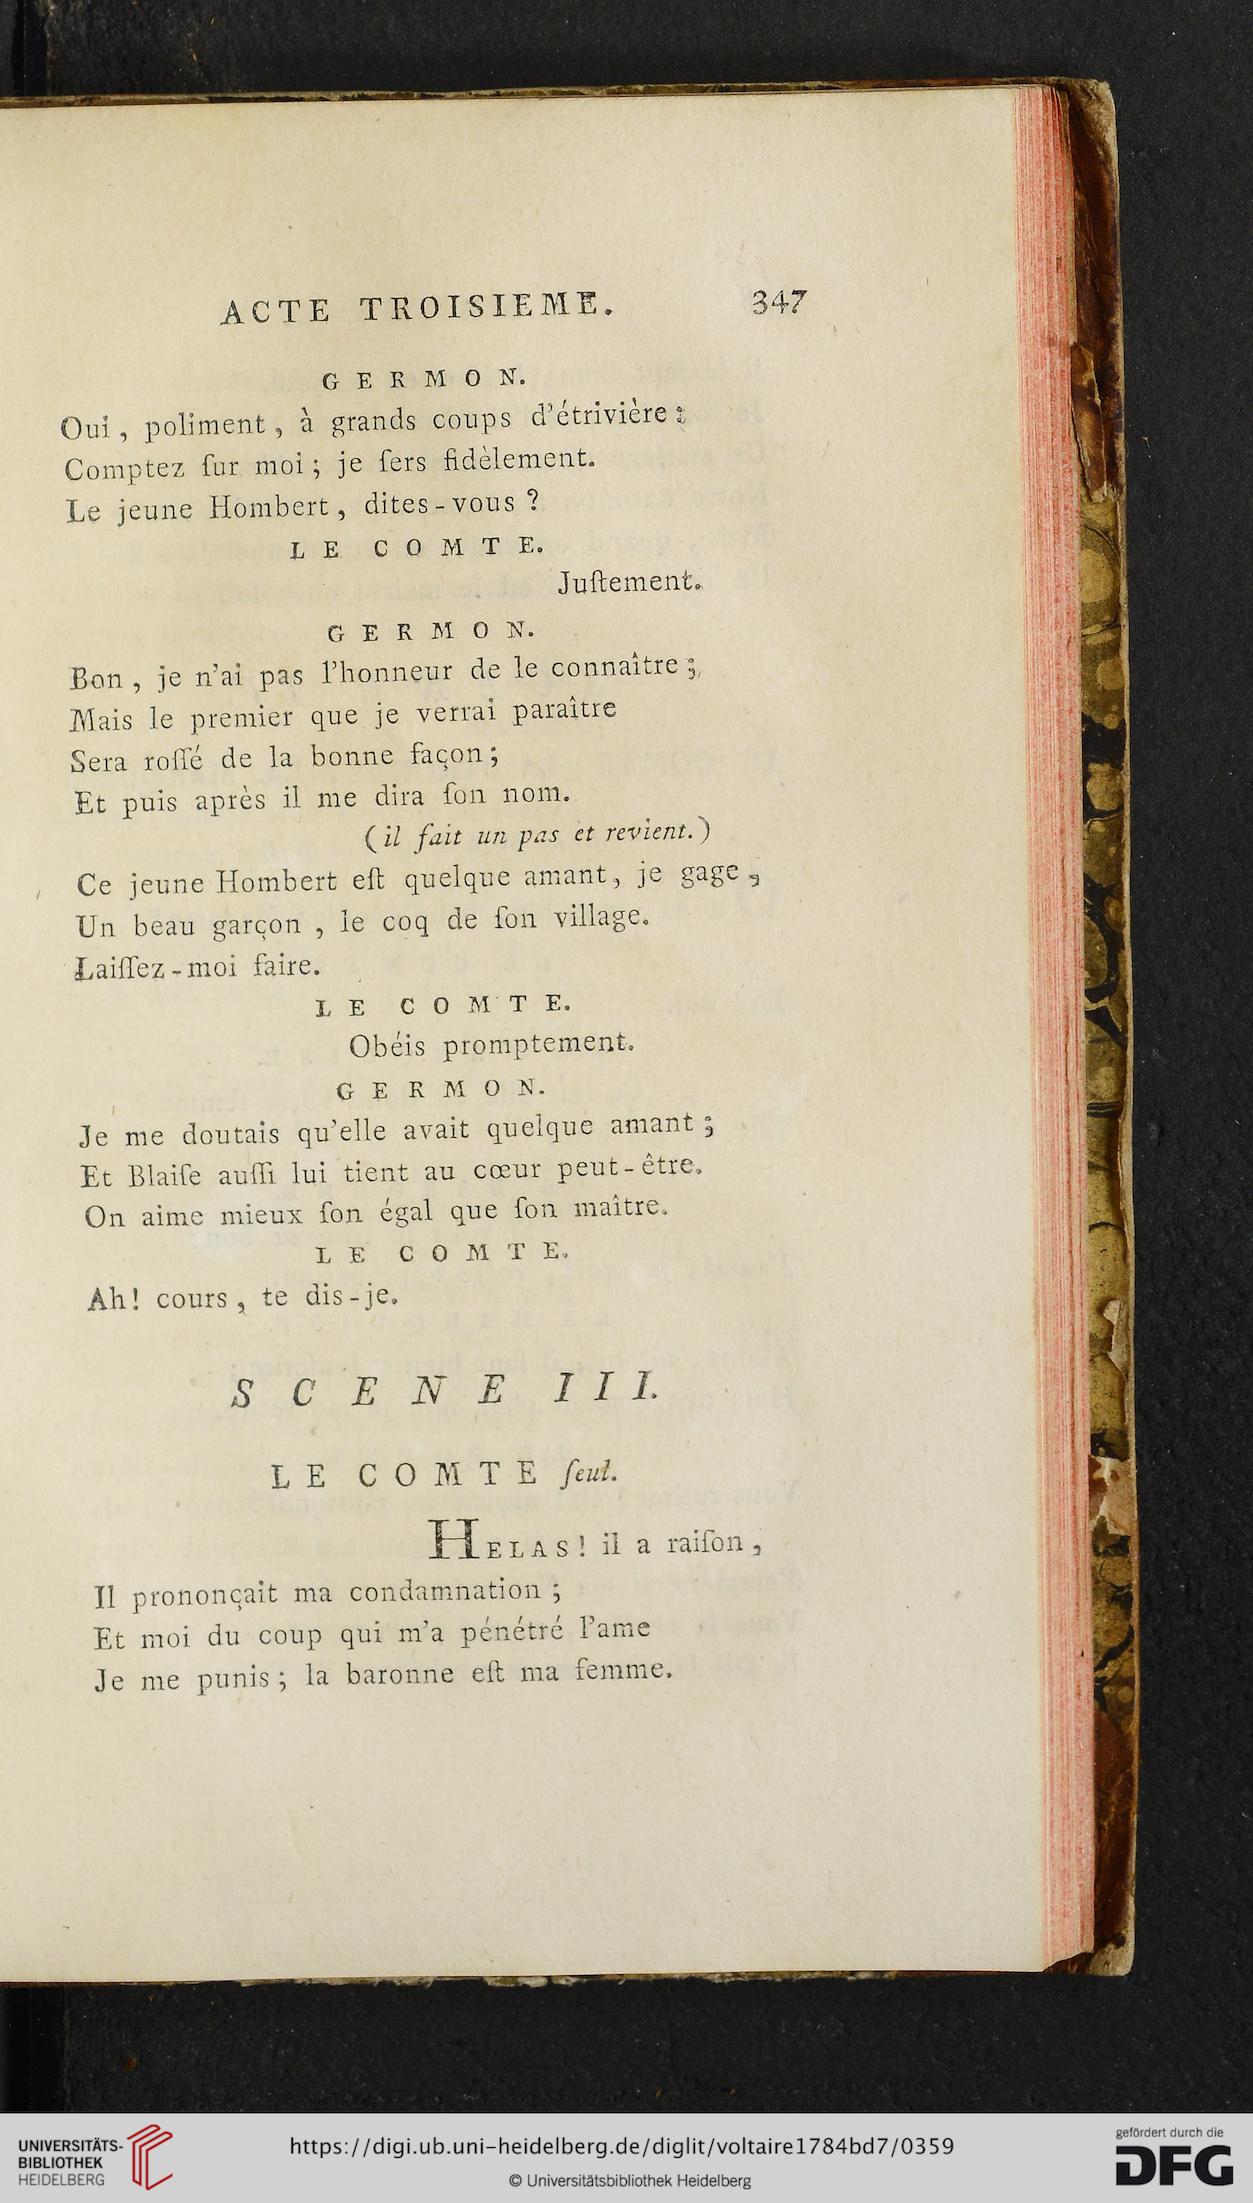 ACTE TROISIEME. 347
GERMON.
Oui, poliment, à grands coups d'étrivière:
Comptez ſur moi; je ſers fidèlement.
Le jeune Hombert, dites-vous?
LE COMTE.
Juſtement.
GERMON.
Bon, je n'ai pas l'honneur de le connaître;
Mais le premier que je verrai paraître
Sera roſſé de la bonne façon;
Et puis après il me dira ſon nom.
(il fait un pas et revient.)
Ce jeune Hombert eſt quelque amant, je gage,
Un beau garçon, le coq de ſon village.
Laiſſez-moi faire.
LE COMTE.
Obéis promptement.
GERMON.
Je me doutais qu'elle avait quelque amant;
Et Blaiſe auſſi lui tient au cœur peut-être.
On aime mieux ſon égal que ſon maître.
LE COMTE.
Ah! cours, te dis-je.
SCENE III.
LE COMTE ſeul.
HELAS! il a raiſon,
Il prononçait ma condamnation;
Et moi du coup qui m'a pénétré l'ame
Je me punis; la baronne eſt ma femme.
UNIVERSITÄTS-
BIBLIOTHEK
HEIDELBERG
https://digi.ub.uni-heidelberg.de/diglit/voltaire1784bd7/0359
© Universitätsbibliothek Heidelberg
gefördert durch die
DFG